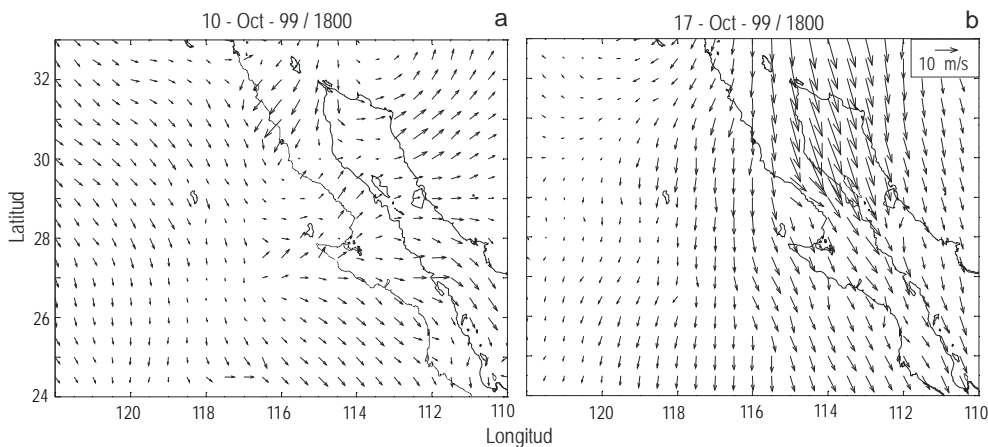 10 - Oct - 99 / 1800
a
17 - Oct - 99 / 1800
b
10 m/s
32
30
28
26
24
Latitud
120 118 116 114 112 110
120 118 116 114 112 110
Longitud